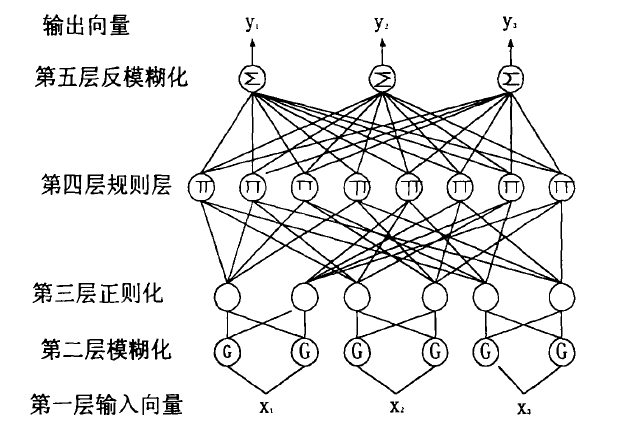 输出向量 y₁ y₂ y₃
第五层反模糊化 Σ Σ Σ
第四层规则层 Π Π Π Π Π Π Π Π
第三层正则化
第二层模糊化 G G G G G G
第一层输入向量 x₁ x₂ x₃